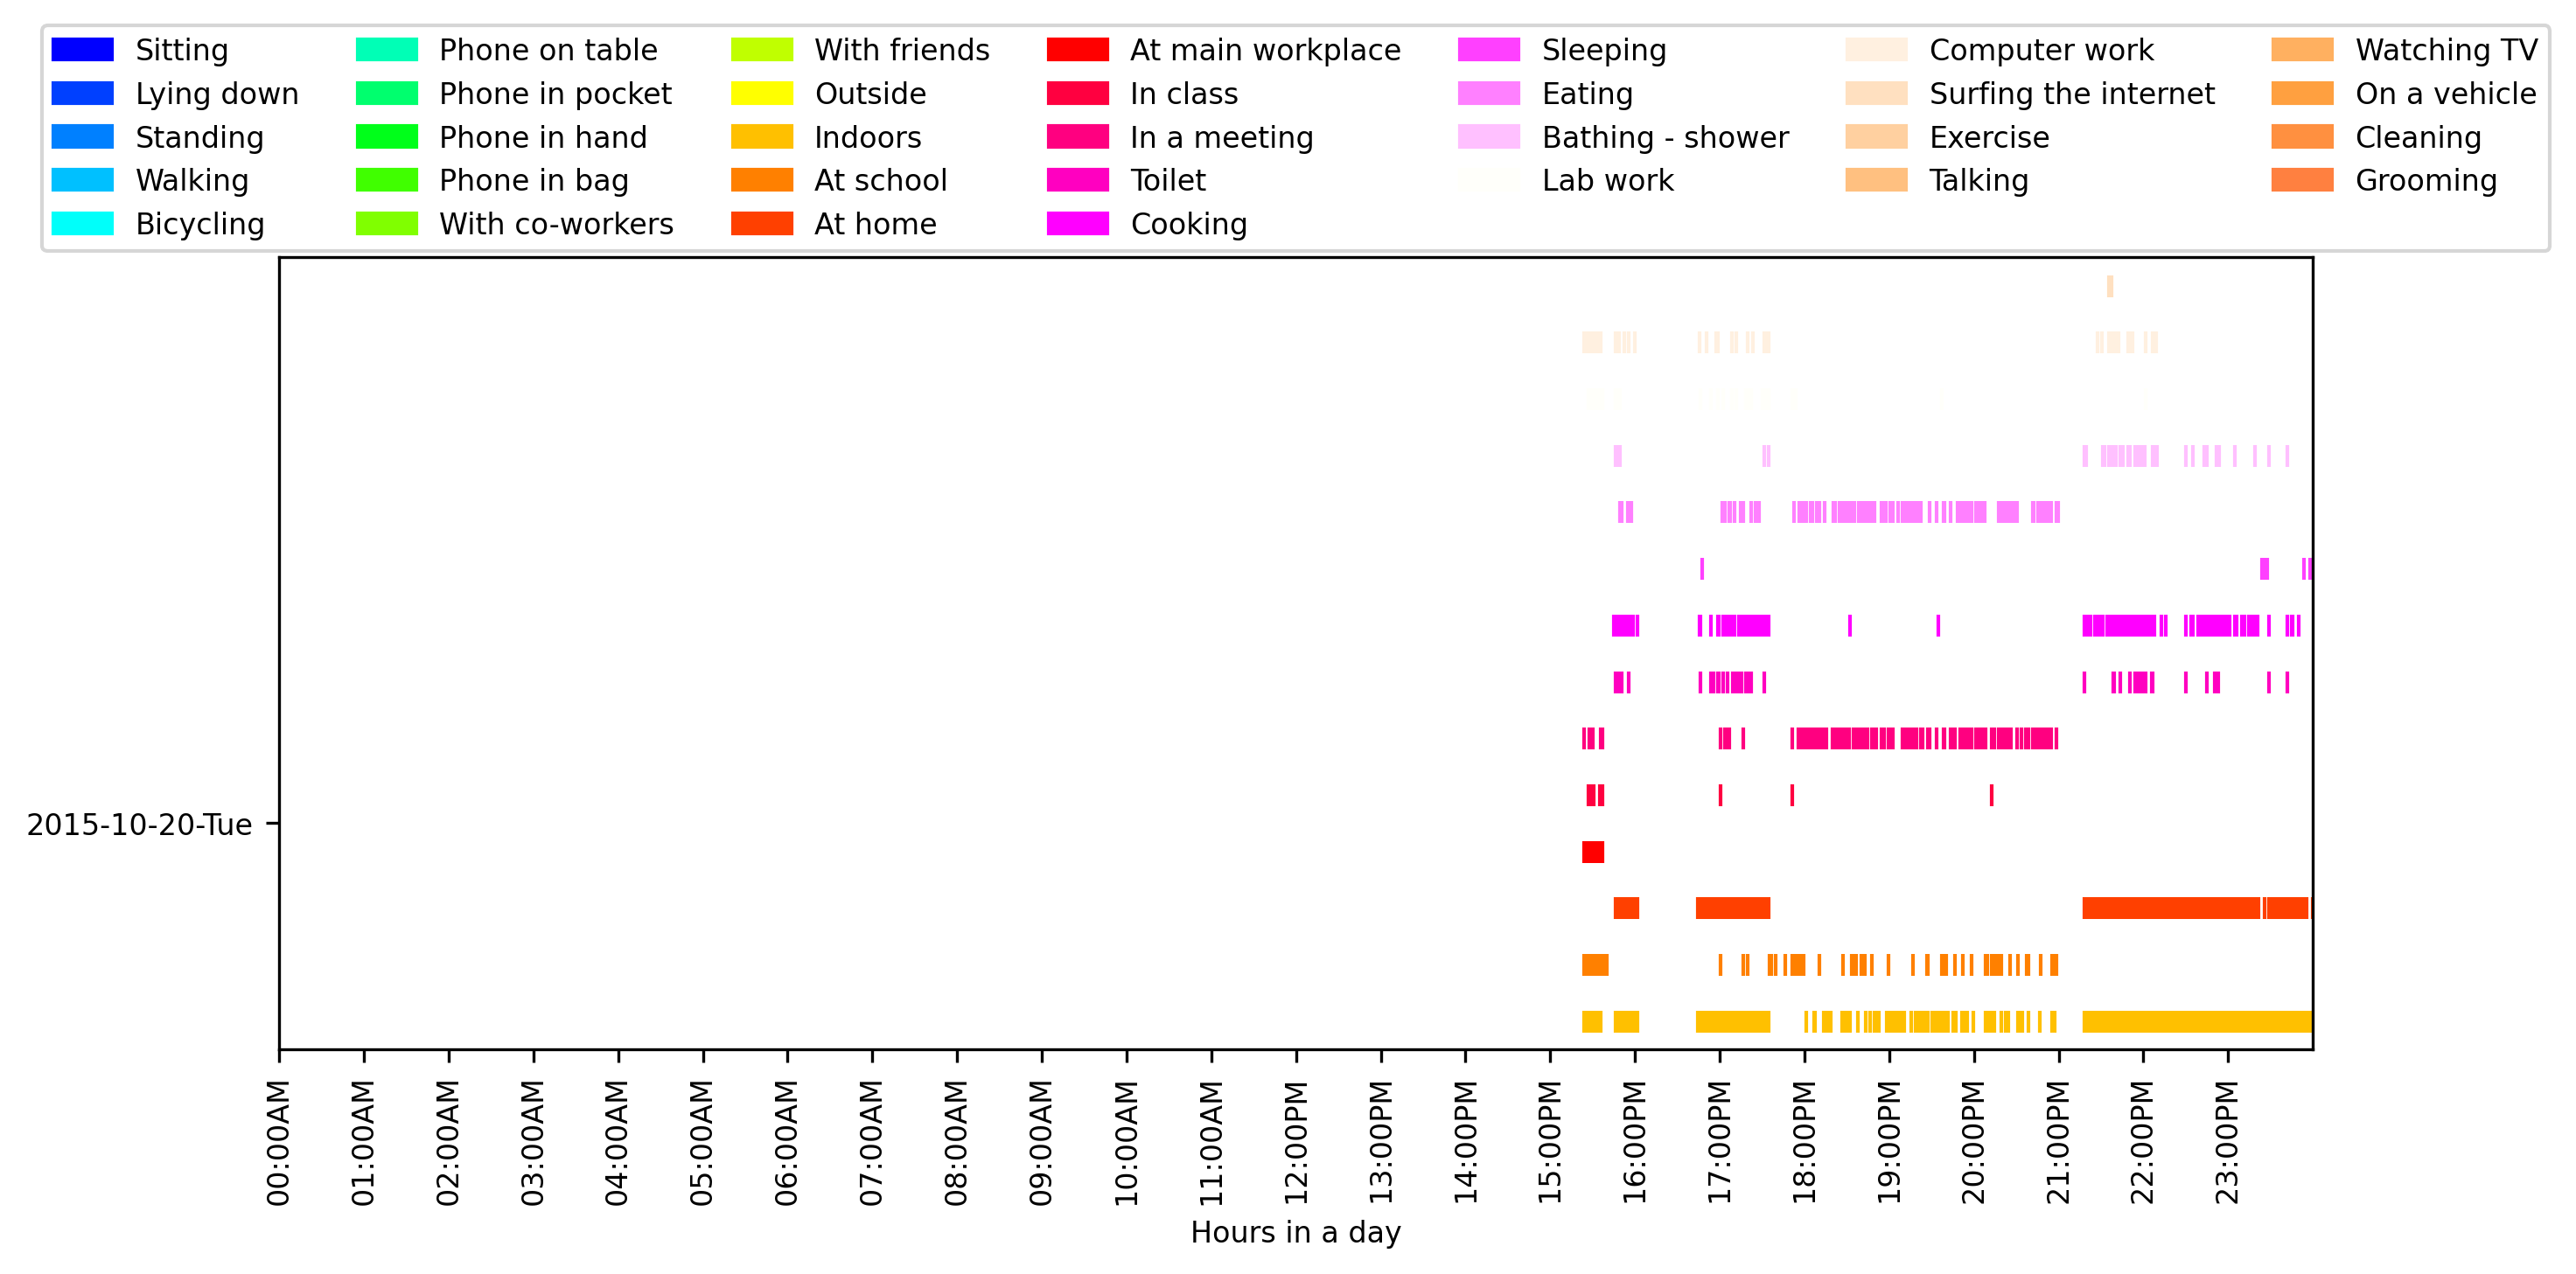 Sitting
Lying down
Standing
Walking
Bicycling
Phone on table
Phone in pocket
Phone in hand
Phone in bag
With co-workers
With friends
Outside
Indoors
At school
At home
At main workplace
In class
In a meeting
Toilet
Cooking
Sleeping
Eating
Bathing - shower
Lab work
Computer work
Surfing the internet
Exercise
Talking
Watching TV
On a vehicle
Cleaning
Grooming
2015-10-20-Tue
00:00AM
01:00AM
02:00AM
03:00AM
04:00AM
05:00AM
06:00AM
07:00AM
08:00AM
09:00AM
10:00AM
11:00AM
12:00PM
13:00PM
14:00PM
15:00PM
16:00PM
17:00PM
18:00PM
19:00PM
20:00PM
21:00PM
22:00PM
23:00PM
Hours in a day